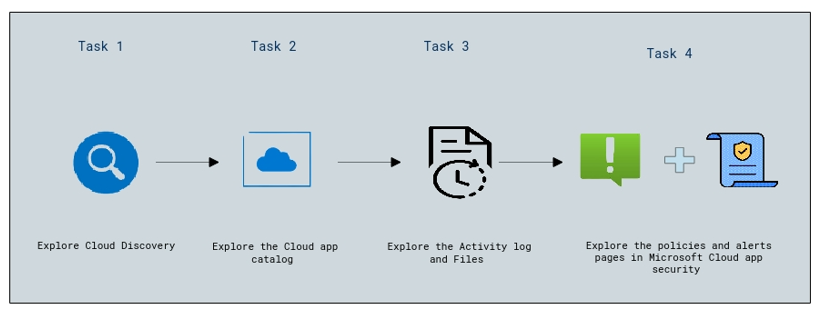 Task 1
Task 2
Task 3
Task 4
Explore Cloud Discovery
Explore the Cloud app
catalog
Explore the Activity log
and Files
Explore the policies and alerts
pages in Microsoft Cloud app
security